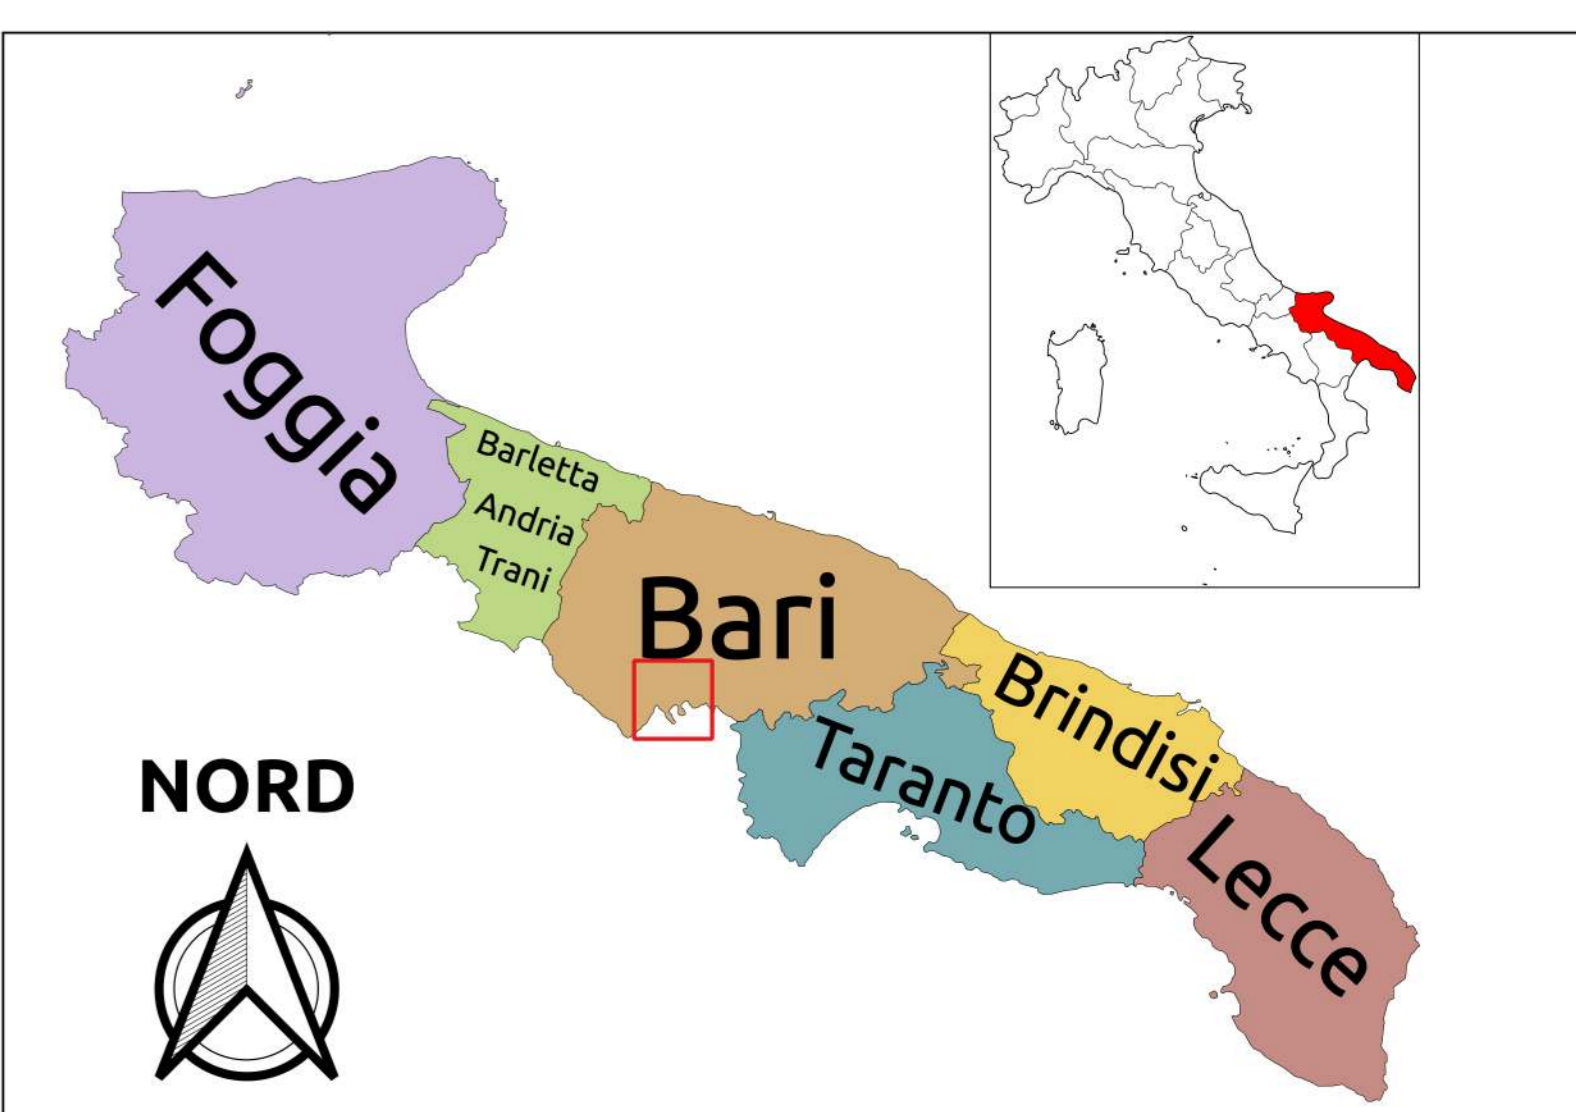 Foggia
Barletta
Andria
Trani
Bari
Brindisi
Taranto
Lecce
NORD